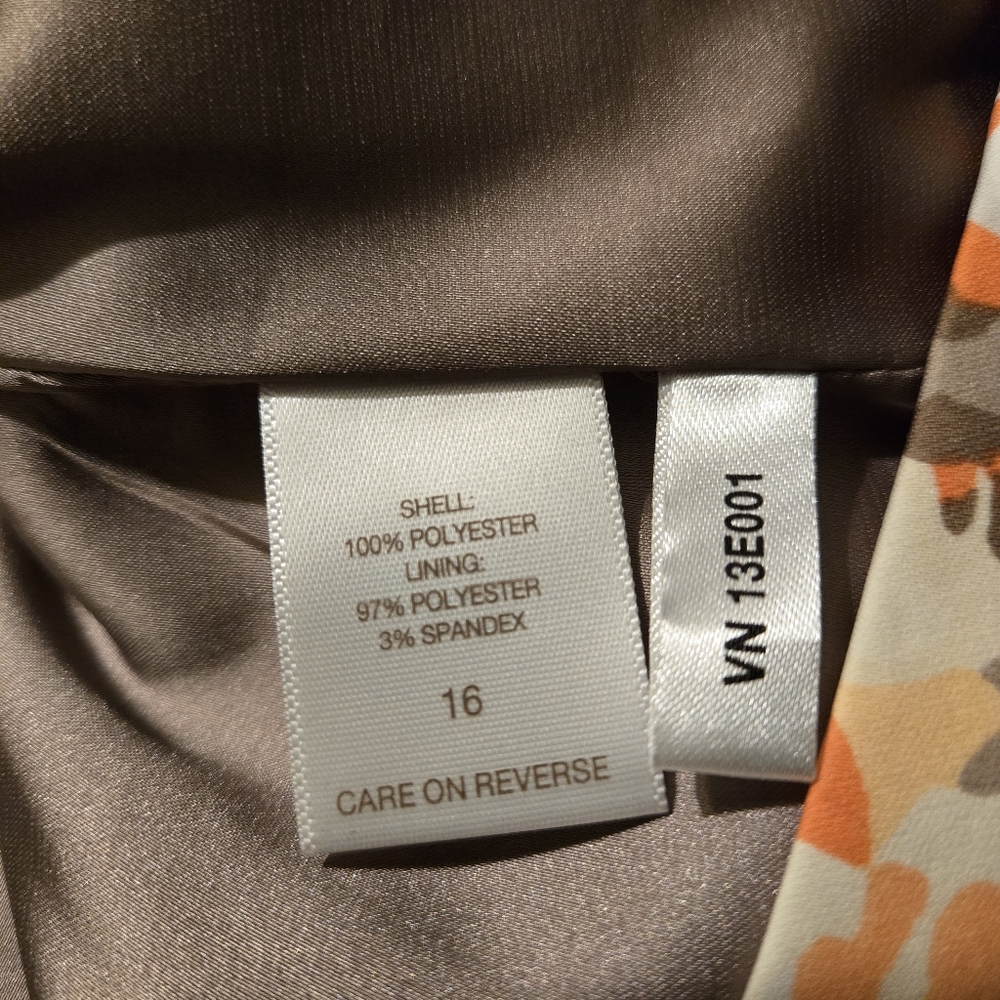 SHELL:
100% POLYESTER
LINING:
97% POLYESTER
3% SPANDEX
16
CARE ON REVERSE
VN 13E001